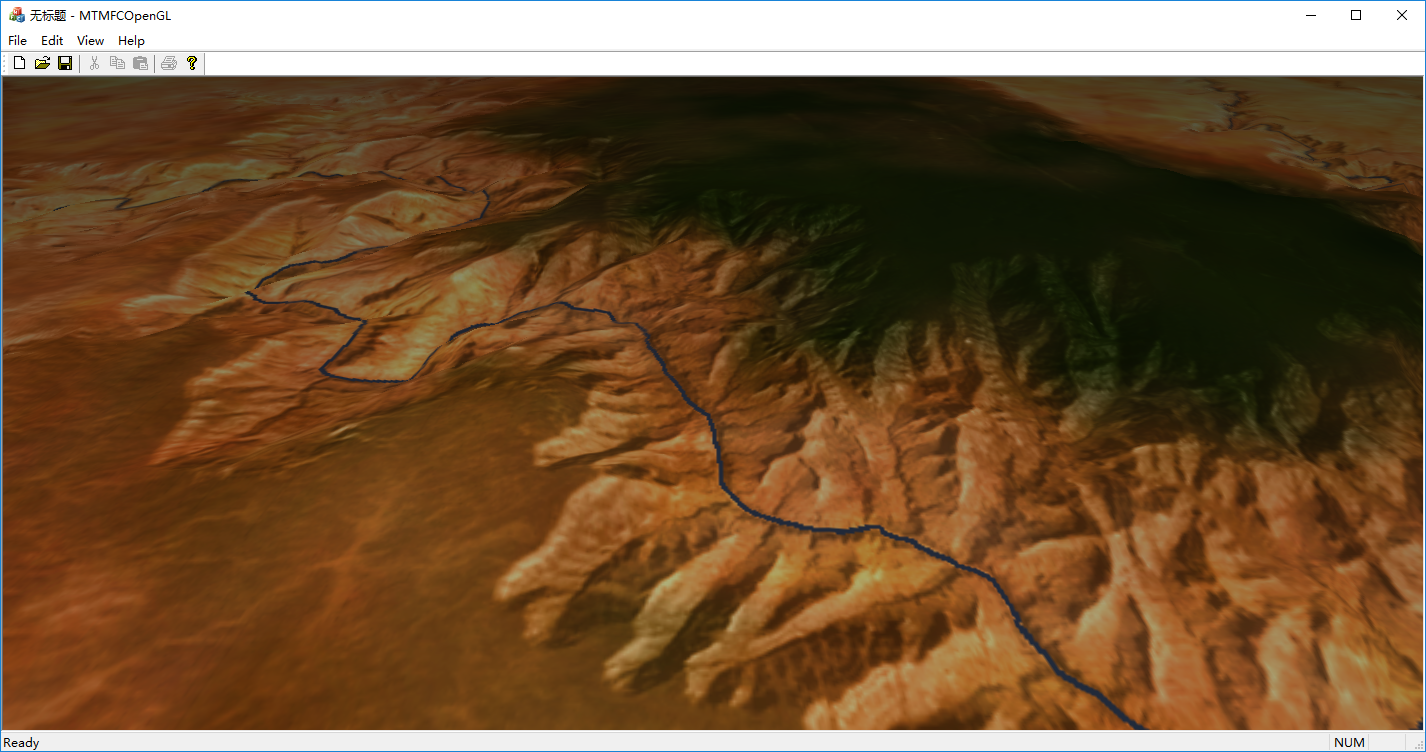 无标题 - MTMFCOpenGL
File Edit View Help
Ready NUM